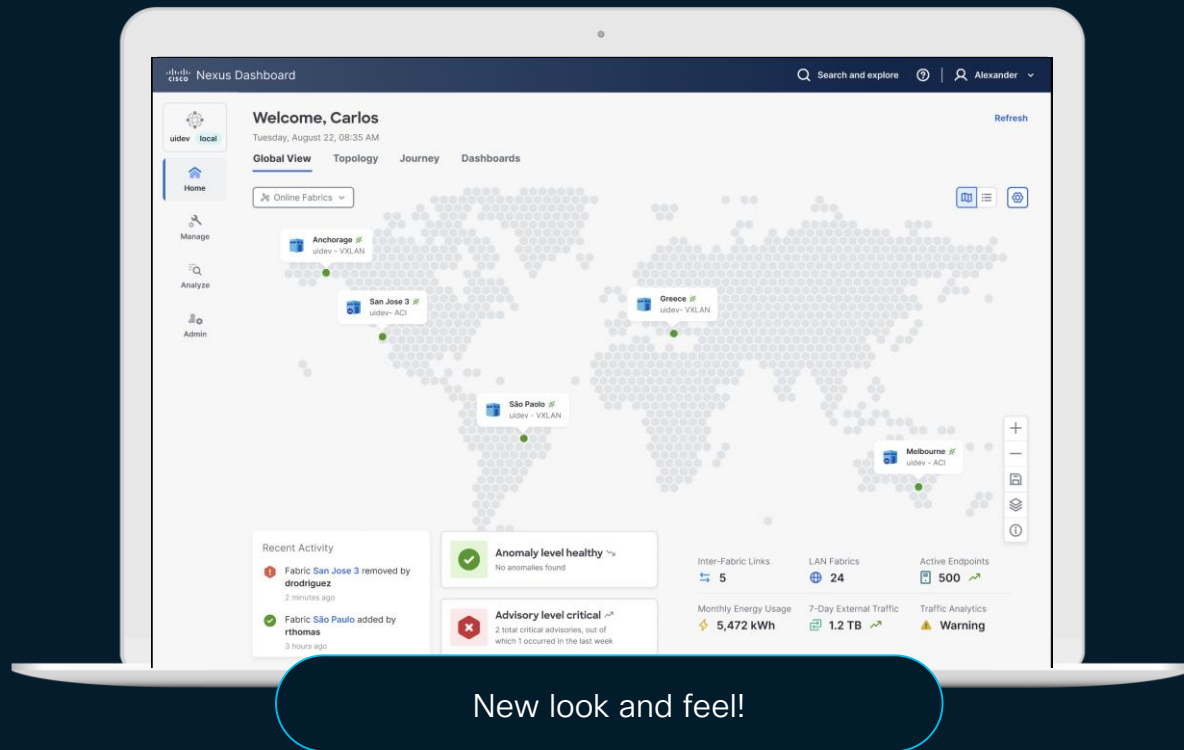 cisco Nexus Dashboard
Search and explore
Alexander
uidev local
Home
Manage
Analyze
Admin
Welcome, Carlos
Refresh
Tuesday, August 22, 08:35 AM
Global View Topology Journey Dashboards
Online Fabrics
Anchorage
uidev - VXLAN
San Jose 3
uidev- ACI
Greece
uidev- VXLAN
São Paolo
uidev - VXLAN
Melbourne
uidev - ACI
Recent Activity
Fabric San Jose 3 removed by
drodriguez
2 minutes ago
Fabric São Paulo added by
rthomas
3 hours ago
Anomaly level healthy
No anomalies found
Advisory level critical
2 total critical advisories, out of
which 1 occurred in the last week
Inter-Fabric Links LAN Fabrics Active Endpoints
5 24 500
Monthly Energy Usage 7-Day External Traffic Traffic Analytics
5,472 kWh 1.2 TB Warning
New look and feel!